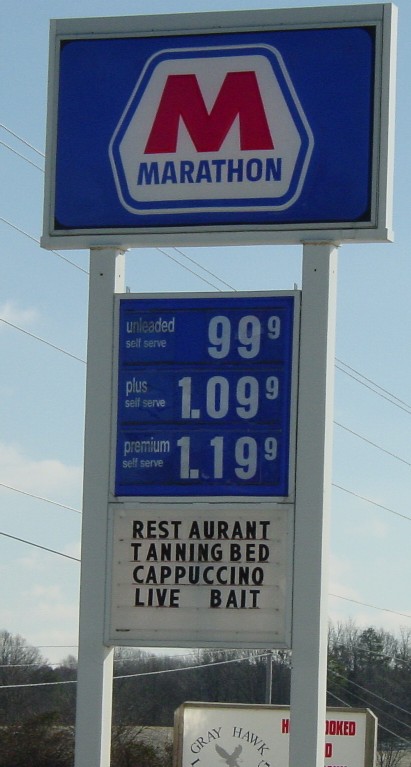 M
MARATHON
unleaded 99 9
self serve
plus 1.09 9
self serve
premium 1.19 9
self serve
REST AURANT
TANNING BED
CAPPUCCINO
LIVE BAIT
GRAY HAWK